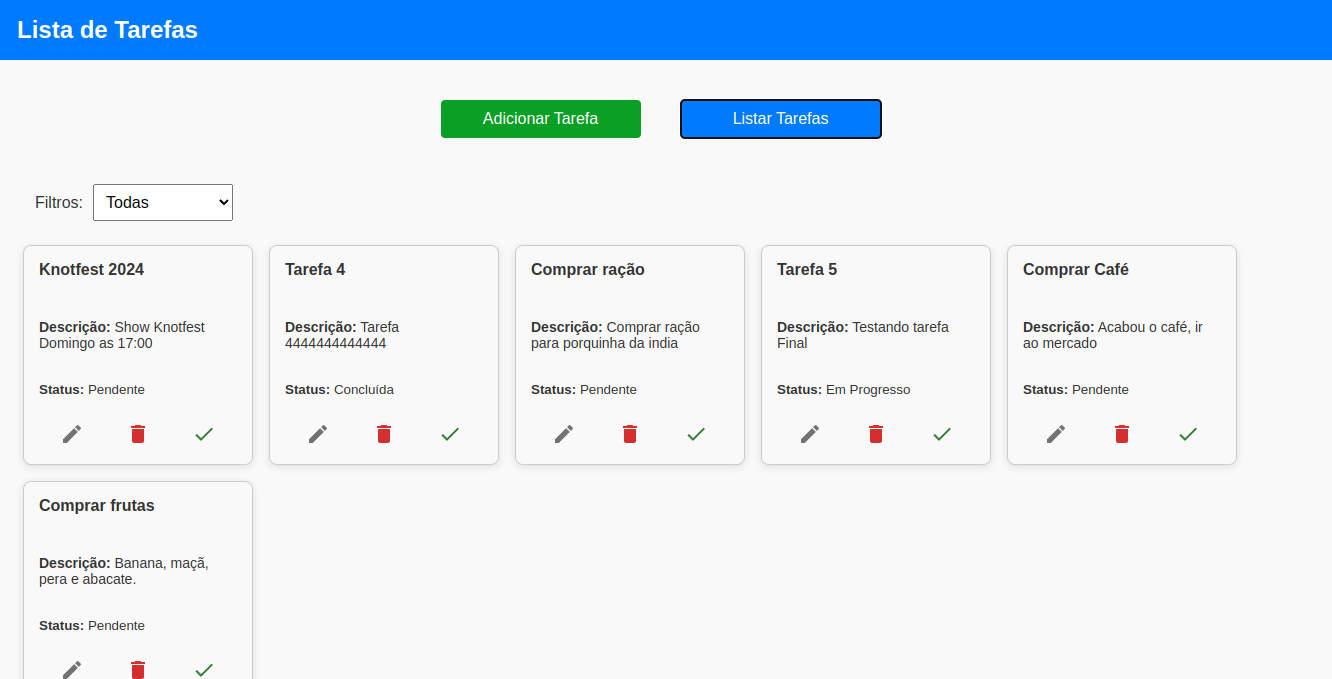 Lista de Tarefas
Adicionar Tarefa
Listar Tarefas
Filtros:
Todas
Knotfest 2024
Descrição: Show Knotfest
Domingo as 17:00
Status: Pendente
Tarefa 4
Descrição: Tarefa
4444444444444
Status: Concluída
Comprar ração
Descrição: Comprar ração
para porquinha da india
Status: Pendente
Tarefa 5
Descrição: Testando tarefa
Final
Status: Em Progresso
Comprar Café
Descrição: Acabou o café, ir
ao mercado
Status: Pendente
Comprar frutas
Descrição: Banana, maçã,
pera e abacate.
Status: Pendente